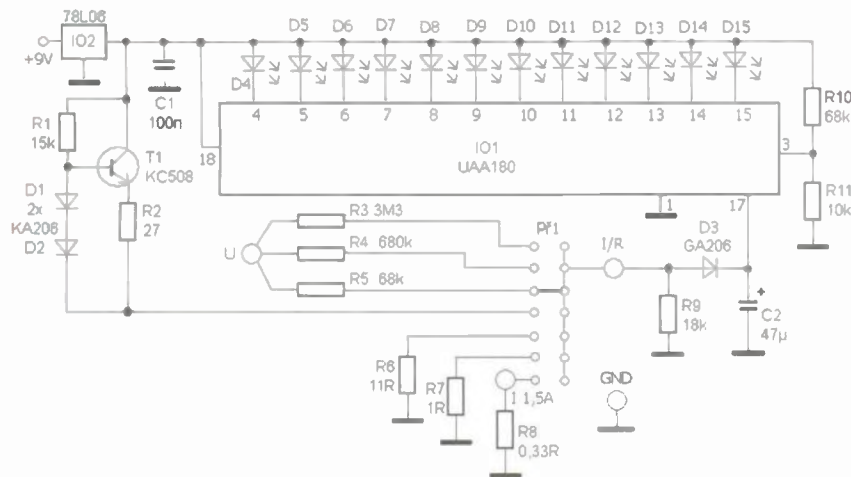 78L06
IO2
+9V
C1
100n
R1
15k
T1
KC508
D1
2x
KA206
D2
R2
27
D4
D5
D6
D7
D8
D9
D10
D11
D12
D13
D14
D15
4
5
6
7
8
9
10
11
12
13
14
15
18
IO1
UAA180
3
1
17
R10
68k
R11
10k
U
R3 3M3
R4 680k
R5 68k
Př1
I/R
D3
GA206
R9
18k
+
C2
47µ
R6
11R
R7
1R
I 1,5A
R8
0,33R
GND